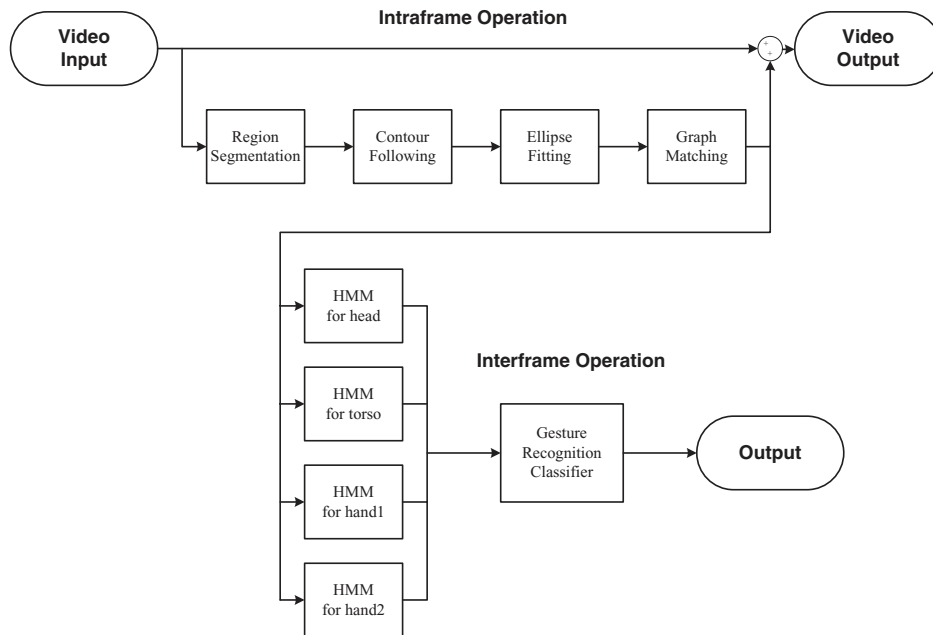 Intraframe Operation
Video
Input
+
+
Video
Output
Region
Segmentation
Contour
Following
Ellipse
Fitting
Graph
Matching
HMM
for head
Interframe Operation
HMM
for torso
Gesture
Recognition
Classifier
Output
HMM
for hand1
HMM
for hand2